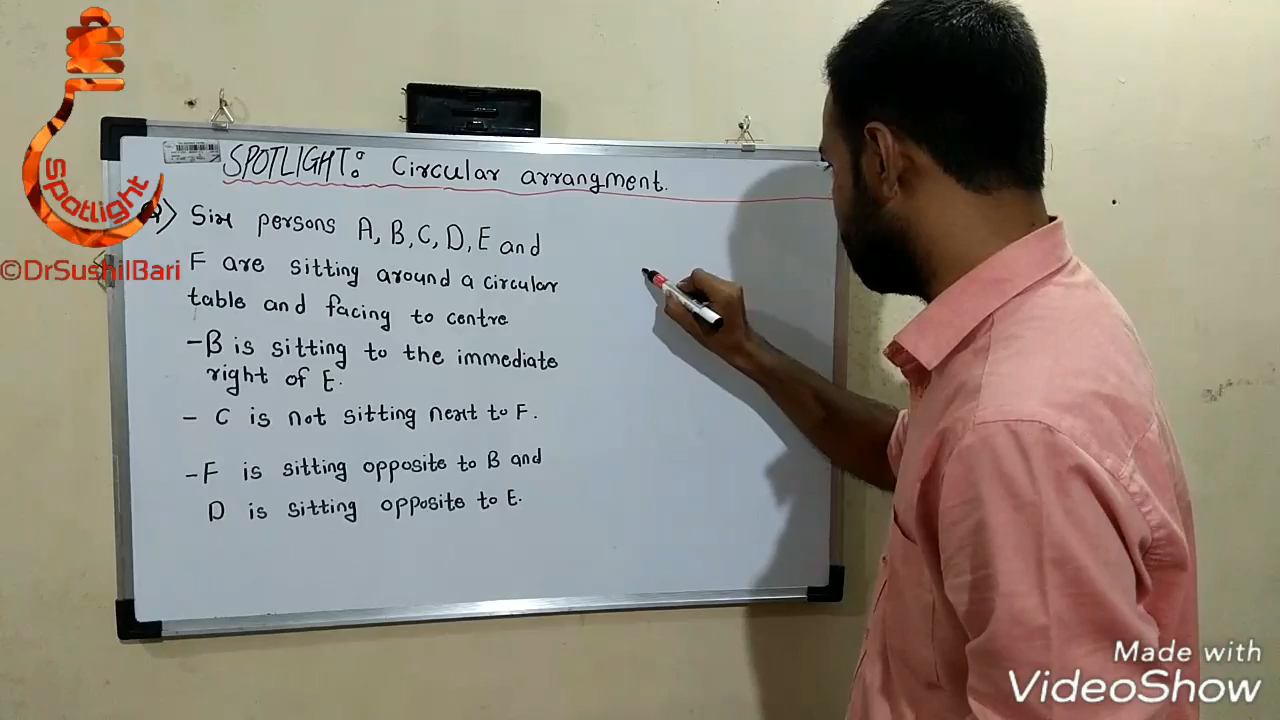 SPOTLIGHT: Circular arrangment.
Q) Six persons A, B, C, D, E and
F are sitting around a circular
table and facing to centre
- B is sitting to the immediate
right of E.
- C is not sitting next to F.
- F is sitting opposite to B and
D is sitting opposite to E.
Spotlight
©DrSushilBari
Made with
VideoShow